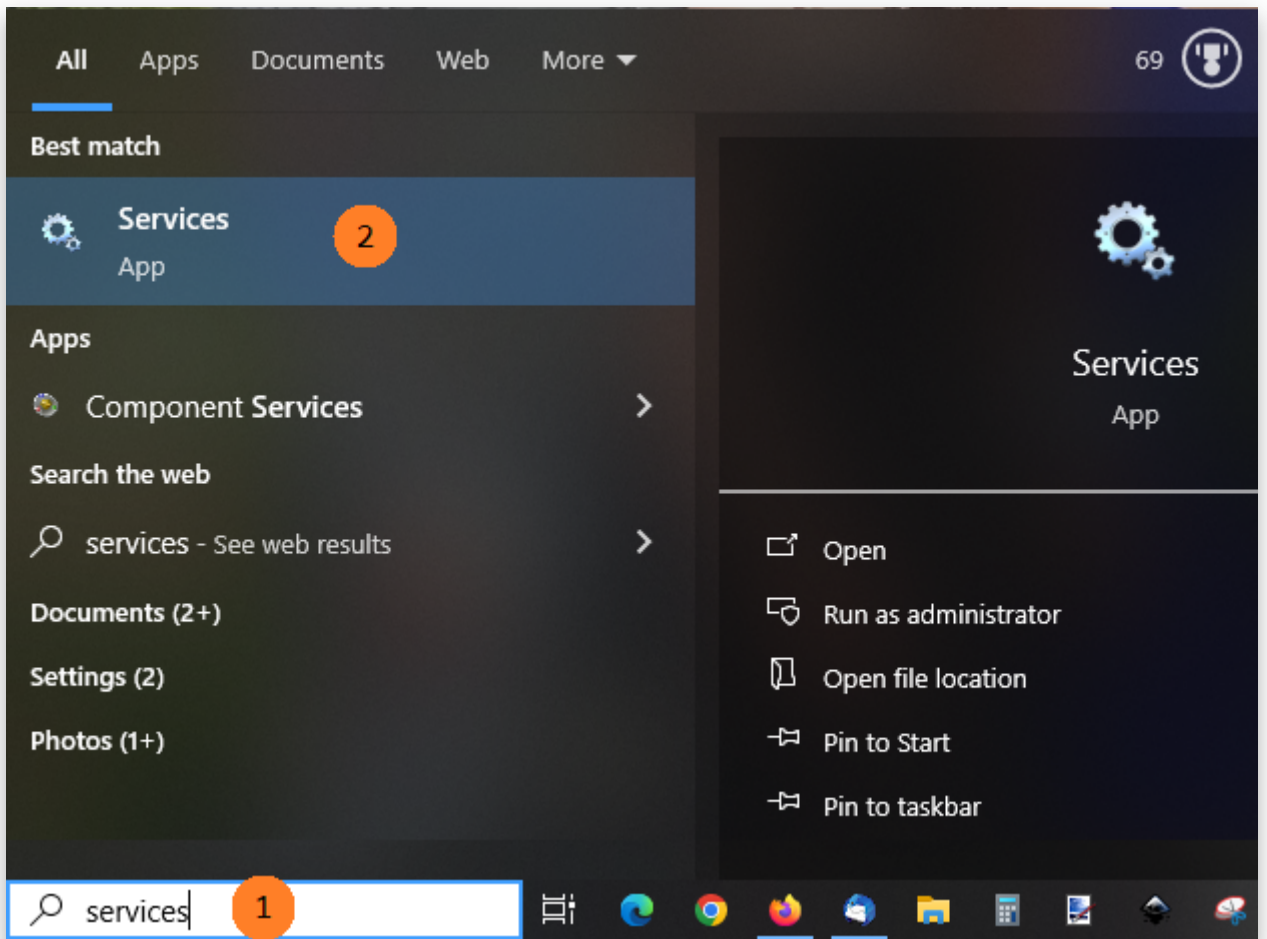 All Apps Documents Web More 69
Best match
Services
App
2
Apps
Component Services
Search the web
services - See web results
Documents (2+)
Settings (2)
Photos (1+)
Services
App
Open
Run as administrator
Open file location
Pin to Start
Pin to taskbar
services 1